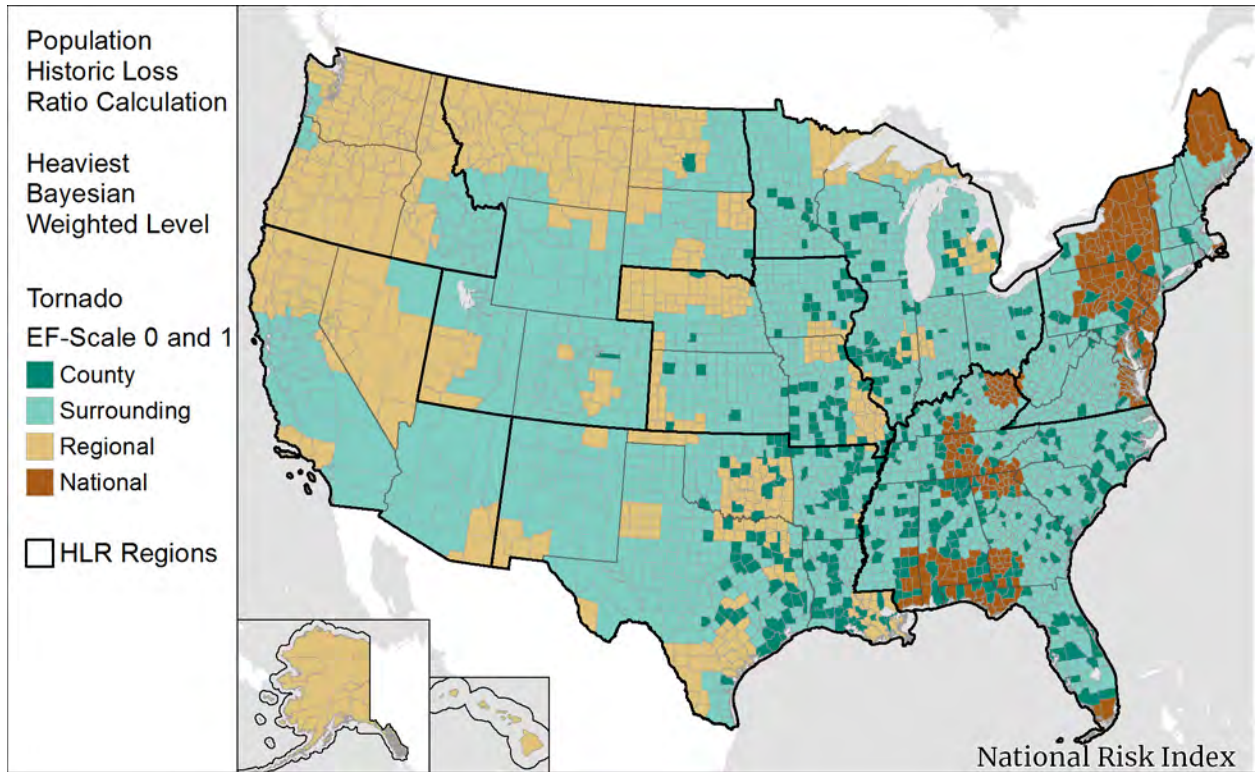 Population
Historic Loss
Ratio Calculation
Heaviest
Bayesian
Weighted Level
Tornado
EF-Scale 0 and 1
County
Surrounding
Regional
National
HLR Regions
National Risk Index